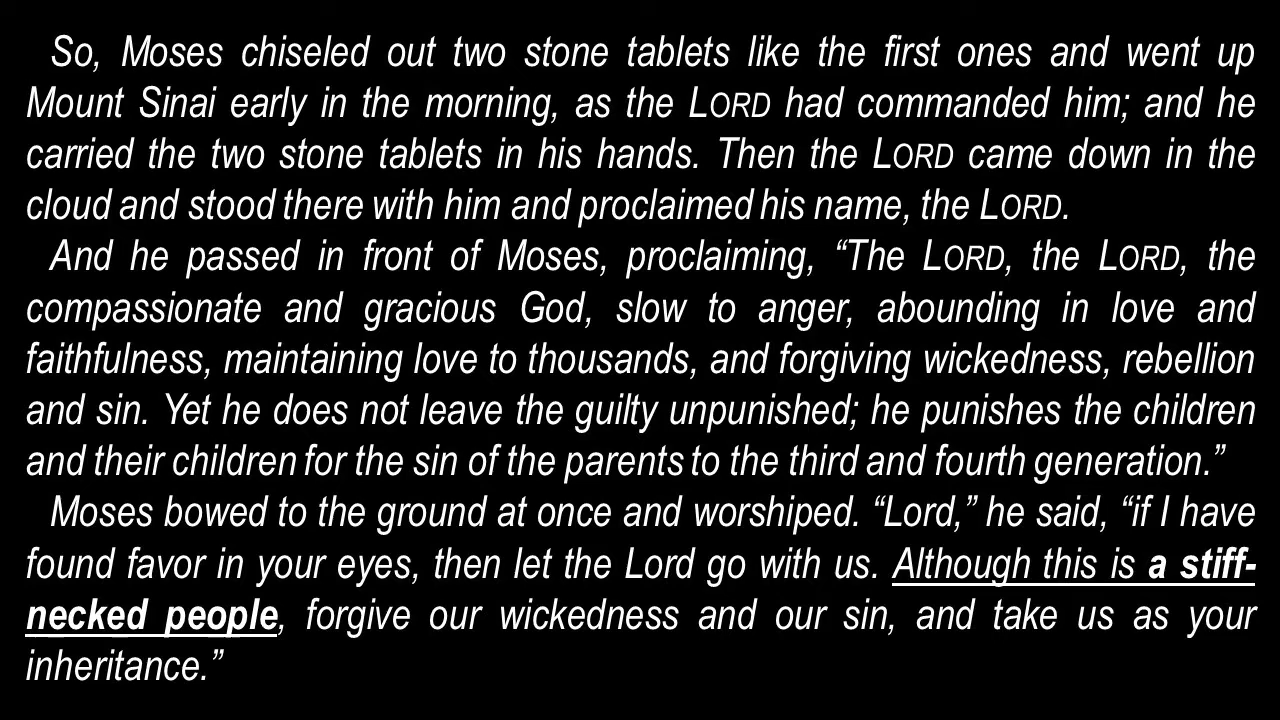 So, Moses chiseled out two stone tablets like the first ones and went up
Mount Sinai early in the morning, as the LORD had commanded him; and he
carried the two stone tablets in his hands. Then the LORD came down in the
cloud and stood there with him and proclaimed his name, the LORD.
And he passed in front of Moses, proclaiming, “The LORD, the LORD, the
compassionate and gracious God, slow to anger, abounding in love and
faithfulness, maintaining love to thousands, and forgiving wickedness, rebellion
and sin. Yet he does not leave the guilty unpunished; he punishes the children
and their children for the sin of the parents to the third and fourth generation.”
Moses bowed to the ground at once and worshiped. “Lord,” he said, “if I have
found favor in your eyes, then let the Lord go with us. Although this is a stiff-
necked people, forgive our wickedness and our sin, and take us as your
inheritance.”